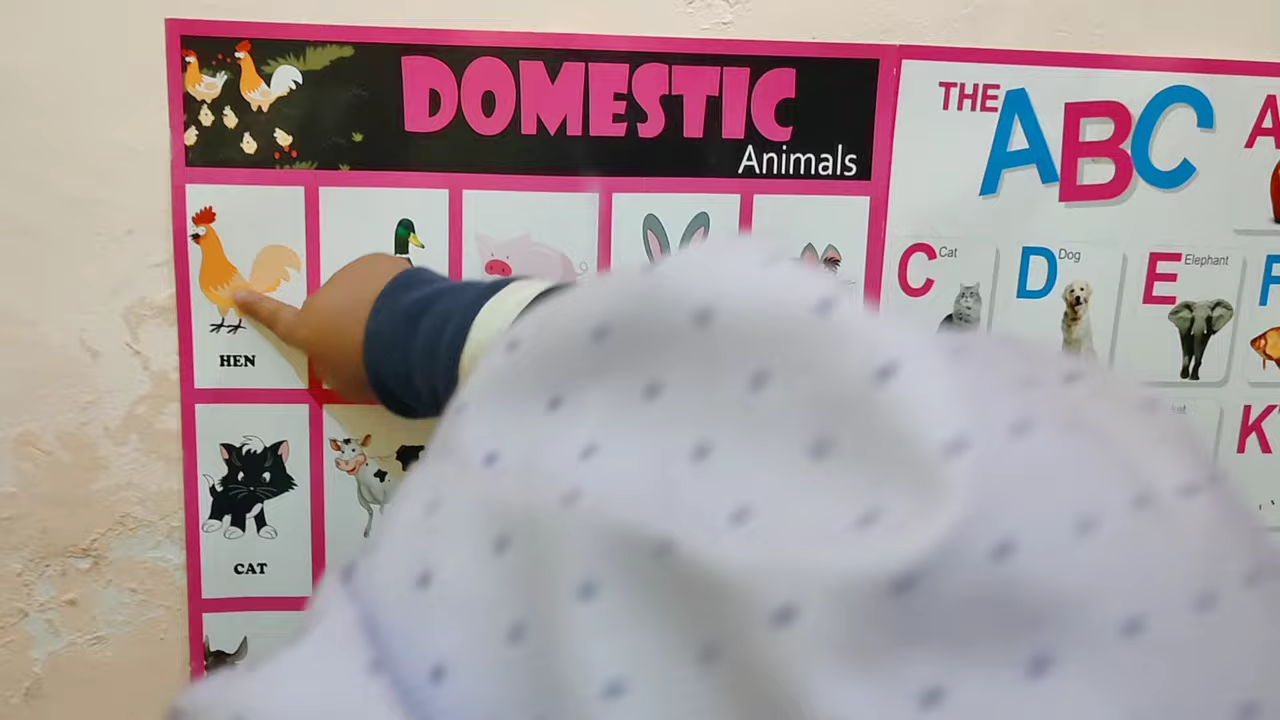 DOMESTIC
Animals
HEN
CAT
THE ABC
A
C Cat
D Dog
E Elephant
F
K